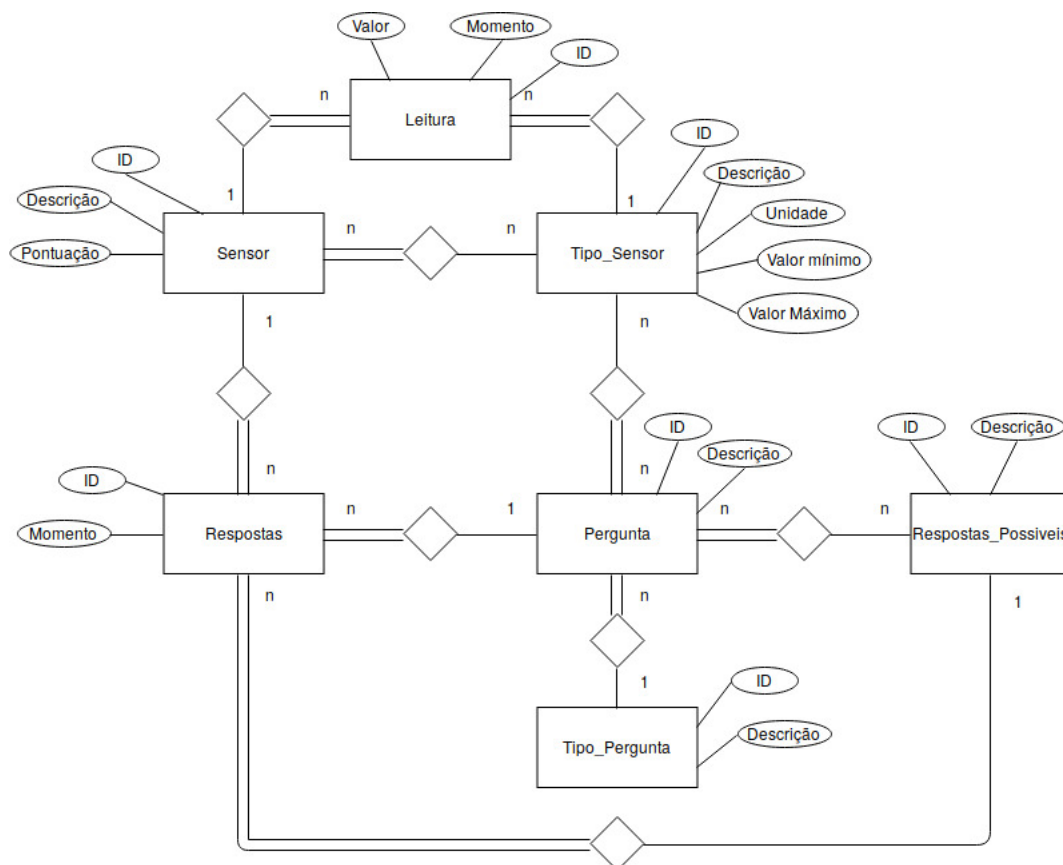 Valor
Momento
ID
n
Leitura
n
ID
ID
Descrição
Descrição
Unidade
1
1
Pontuação
Sensor
n
n
Tipo_Sensor
Valor mínimo
Valor Máximo
1
n
ID
ID
Descrição
Descrição
ID
n
n
Momento
Respostas
n
1
Pergunta
n
n
Respostas_Possiveis
n
n
1
ID
1
Tipo_Pergunta
Descrição